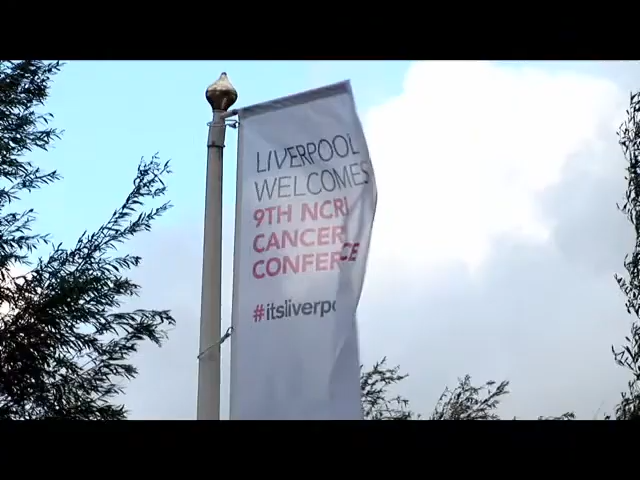 LIVERPOOL
WELCOMES
9TH NCRI
CANCER
CONFERENCE
#itsliverpo